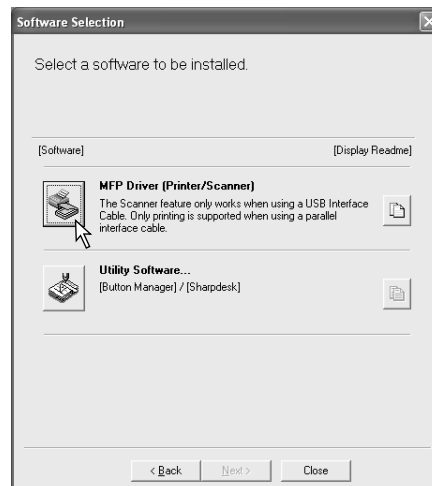 Software Selection
Select a software to be installed.
[Software] [Display Readme]
MFP Driver (Printer/Scanner)
The Scanner feature only works when using a USB Interface
Cable. Only printing is supported when using a parallel
interface cable.
Utility Software...
[Button Manager] / [Sharpdesk]
< Back Next > Close